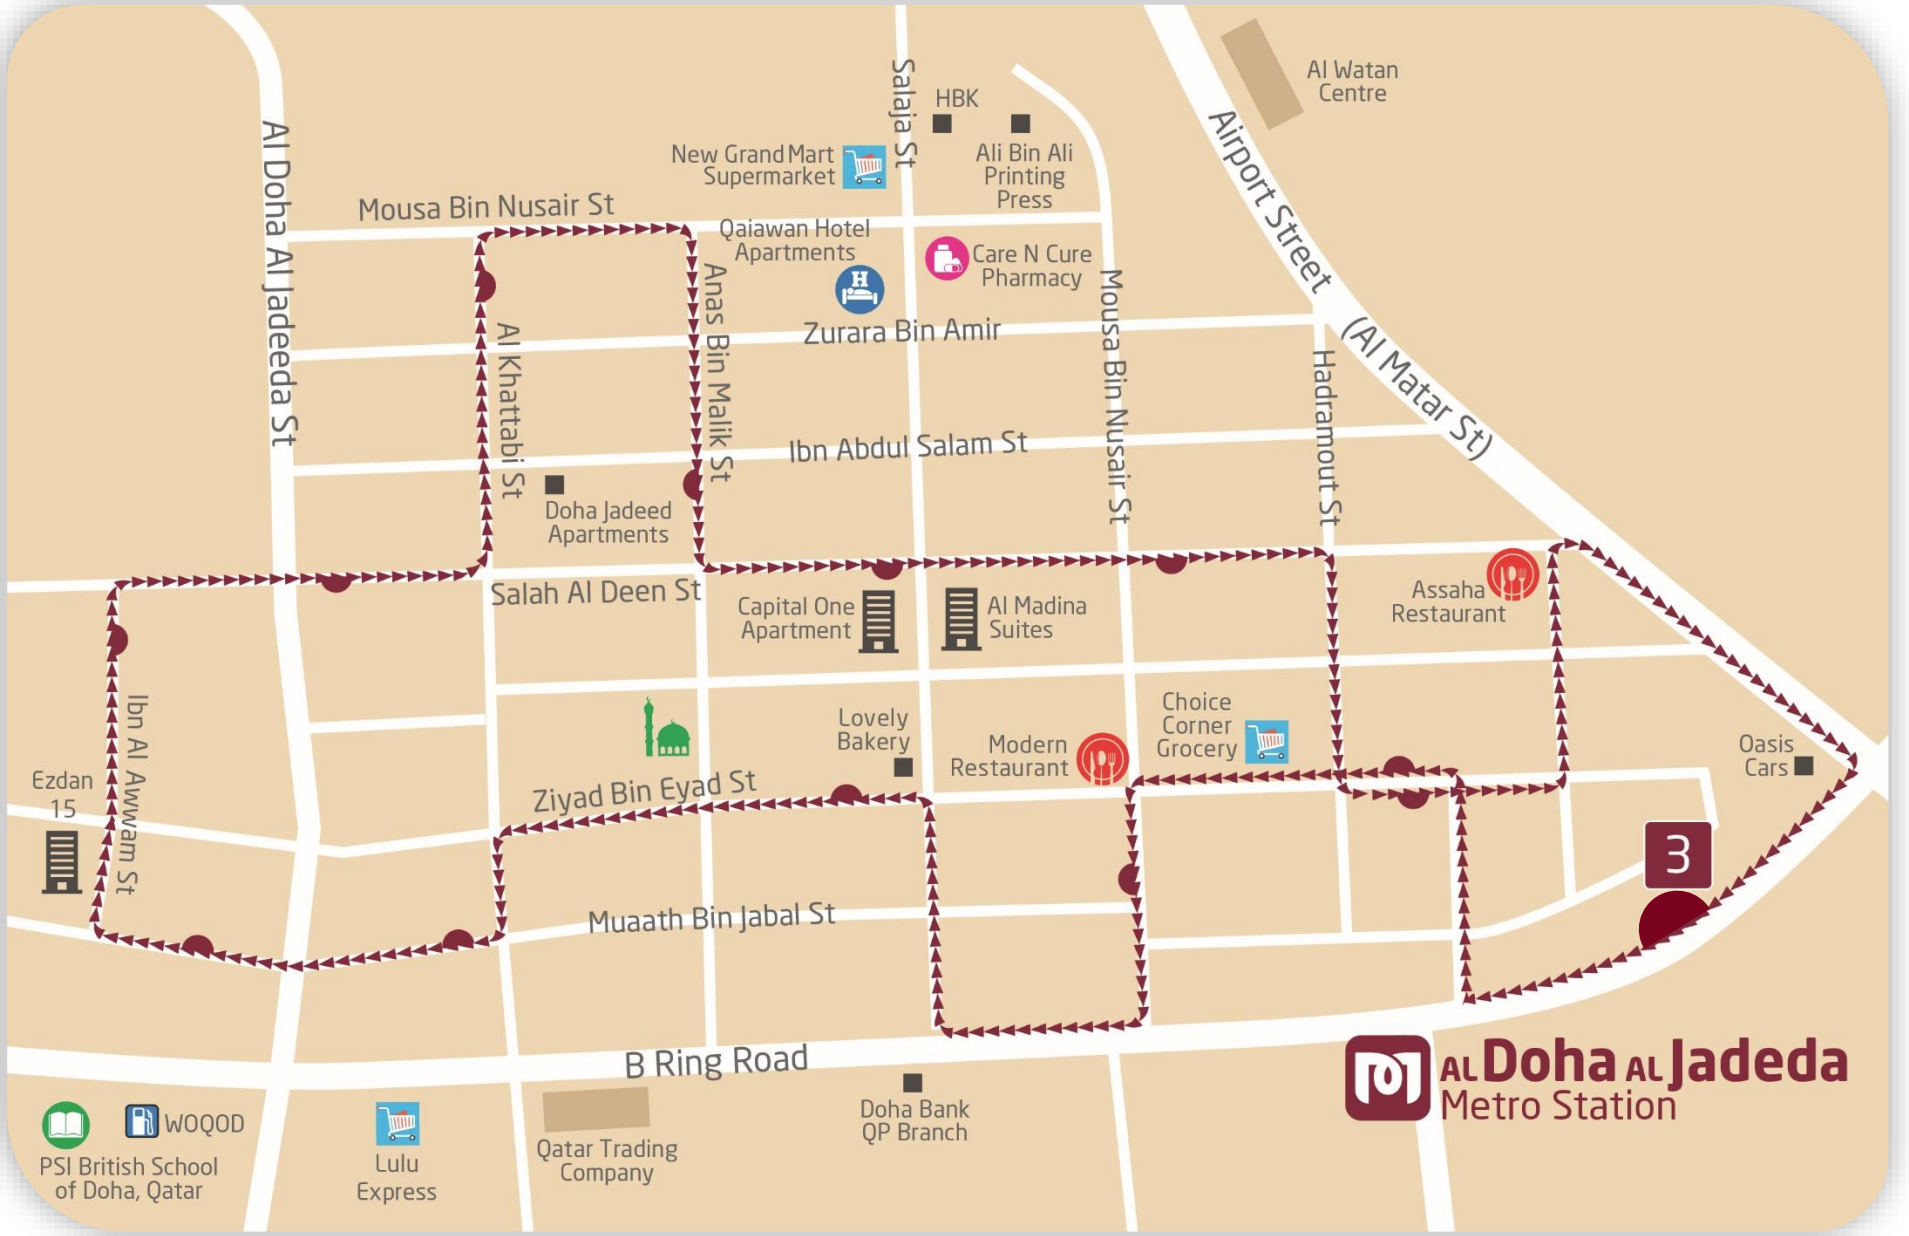 Al Watan
Centre
Salaja St
HBK
Airport Street
(Al Matar St)
Al Doha Al Jadeeda St
New Grand Mart
Supermarket
Ali Bin Ali
Printing
Press
Mousa Bin Nusair St
Qaiawan Hotel
Apartments
H
Care N Cure
Pharmacy
Anas Bin Malik St
Mousa Bin Nusair St
Al Khattabi St
Zurara Bin Amir
Hadramout St
Ibn Abdul Salam St
Doha Jadeed
Apartments
Salah Al Deen St
Capital One
Apartment
Al Madina
Suites
Assaha
Restaurant
Ibn Al Awwam St
Lovely
Bakery
Choice
Corner
Grocery
Modern
Restaurant
Oasis
Cars
Ezdan
15
Ziyad Bin Eyad St
3
Muaath Bin Jabal St
B Ring Road
AL Doha AL Jadeda
Metro Station
WOQOD
PSI British School
of Doha, Qatar
Lulu
Express
Qatar Trading
Company
Doha Bank
QP Branch